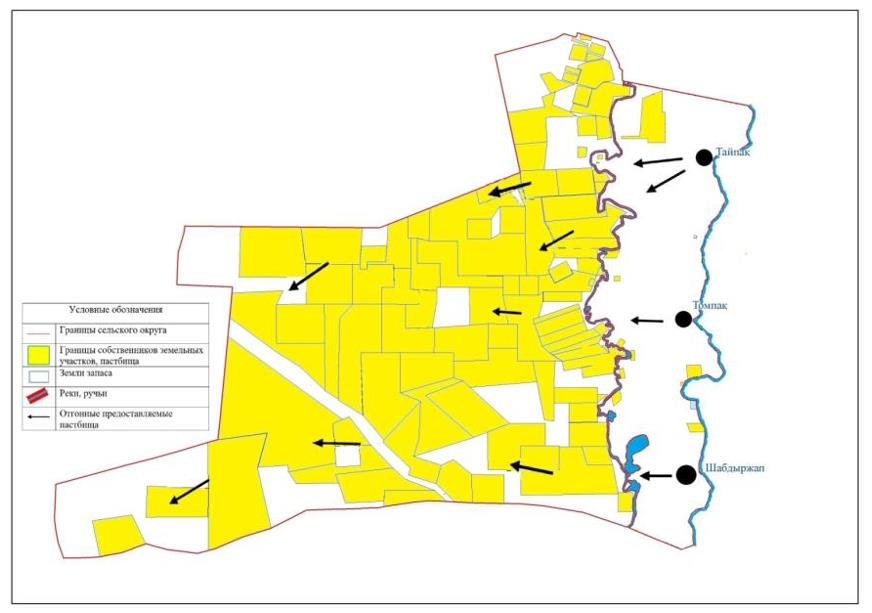 Тайпақ
Томпақ
Шабдыржап
Условные обозначения
Границы сельского округа
Границы собственников земельных
участков, пастбища
Земли запаса
Реки, ручьи
Отгонные предоставляемые
пастбища